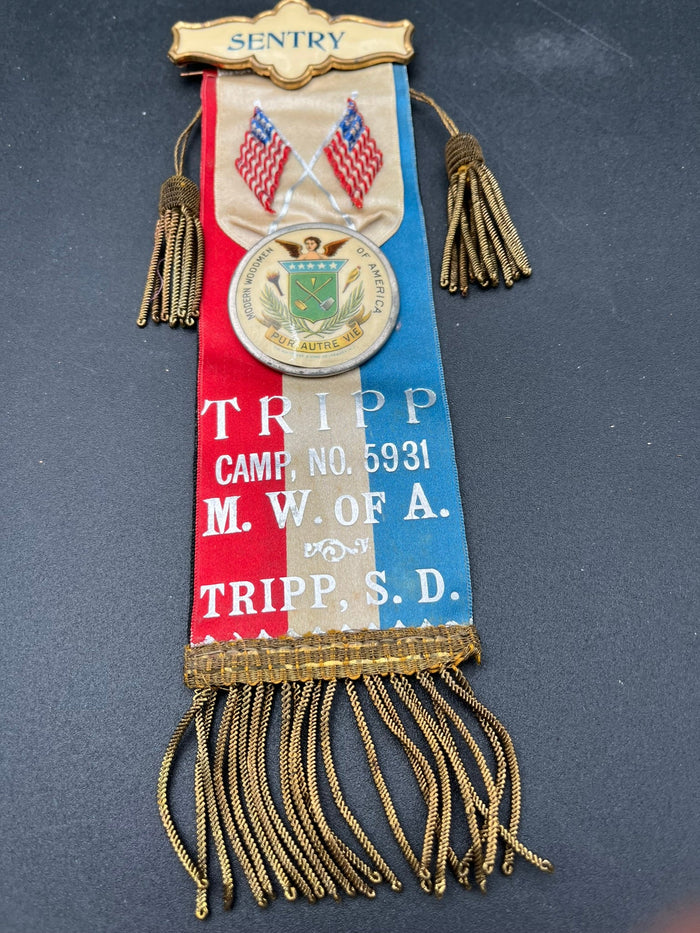 SENTRY
MODERN WOODMEN OF AMERICA
PUR AUTRE VIE
TRIPP
CAMP, NO. 5931
M. W. OF A.
TRIPP, S. D.